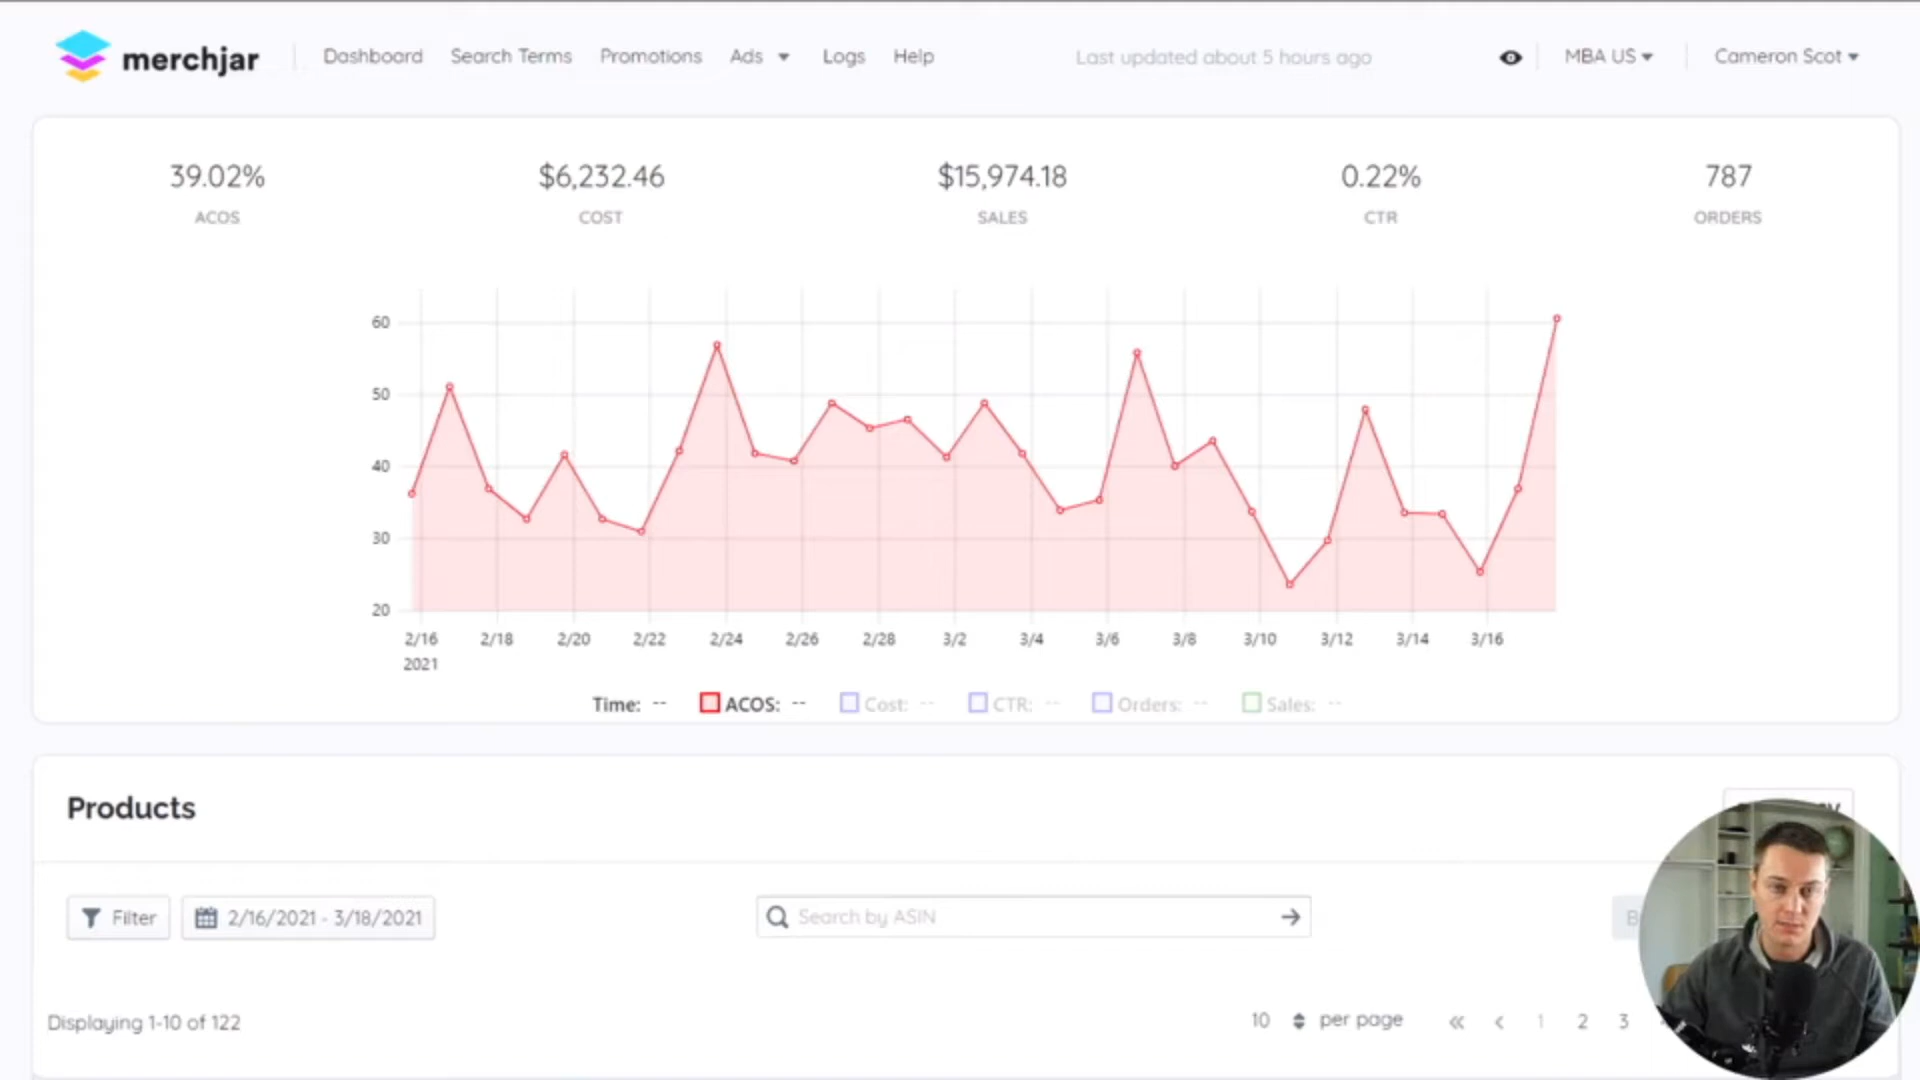 merchjar
Dashboard Search Terms Promotions Ads Logs Help
Last updated about 5 hours ago
MBA US
Cameron Scot
39.02% $6,232.46 $15,974.18 0.22% 787
ACOS COST SALES CTR ORDERS
60
50
40
30
20
2/16 2/18 2/20 2/22 2/24 2/26 2/28 3/2 3/4 3/6 3/8 3/10 3/12 3/14 3/16
2021
Time: -- ACOS: -- Cost: -- CTR: -- Orders: -- Sales: --
Products
Filter 2/16/2021 - 3/18/2021 Search by ASIN
Displaying 1-10 of 122 10 per page « ‹ 1 2 3